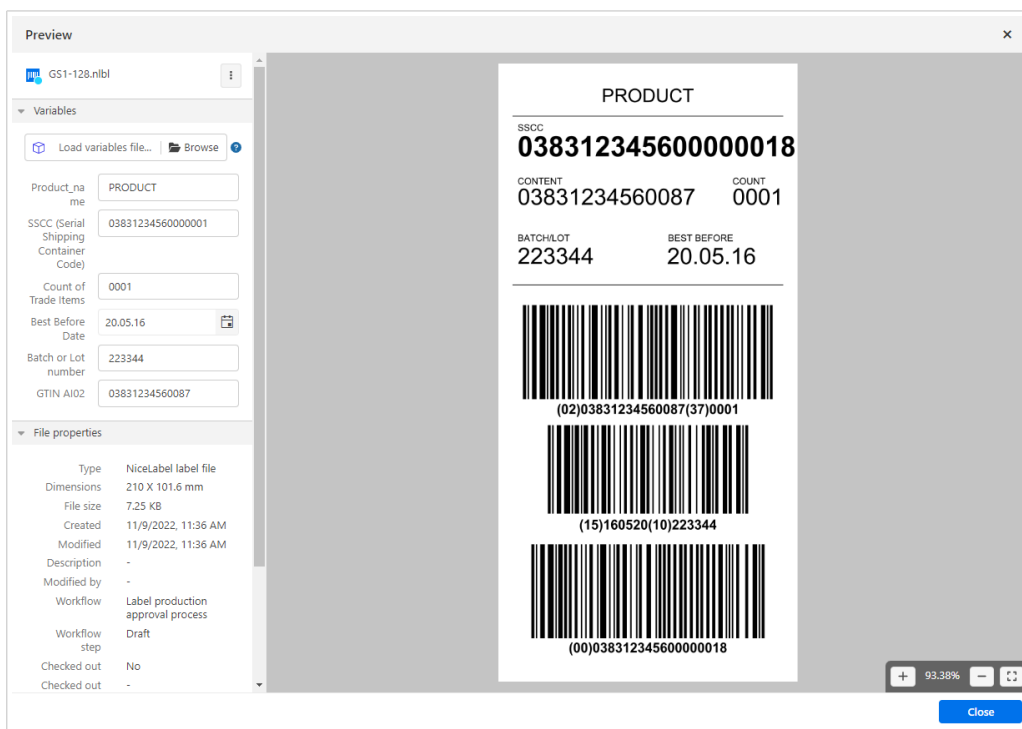 Preview
GS1-128.nlbl
Variables
Load variables file...
Browse
?
Product_na
me
PRODUCT
SSCC (Serial
Shipping
Container
Code)
03831234560000001
Count of
Trade Items
0001
Best Before
Date
20.05.16
Batch or Lot
number
223344
GTIN AI02
03831234560087
File properties
Type NiceLabel label file
Dimensions 210 X 101.6 mm
File size 7.25 KB
Created 11/9/2022, 11:36 AM
Modified 11/9/2022, 11:36 AM
Description -
Modified by -
Workflow Label production
approval process
Workflow
step
Draft
Checked out No
Checked out -
PRODUCT
SSCC
038312345600000018
CONTENT COUNT
03831234560087 0001
BATCH/LOT BEST BEFORE
223344 20.05.16
(02)03831234560087(37)0001
(15)160520(10)223344
(00)038312345600000018
93.38%
Close